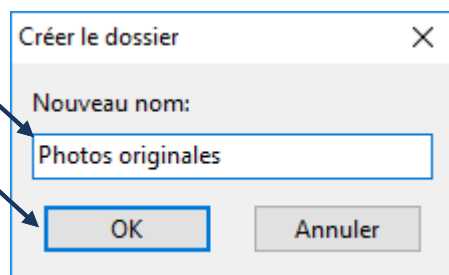 Créer le dossier
Nouveau nom:
Photos originales
OK Annuler